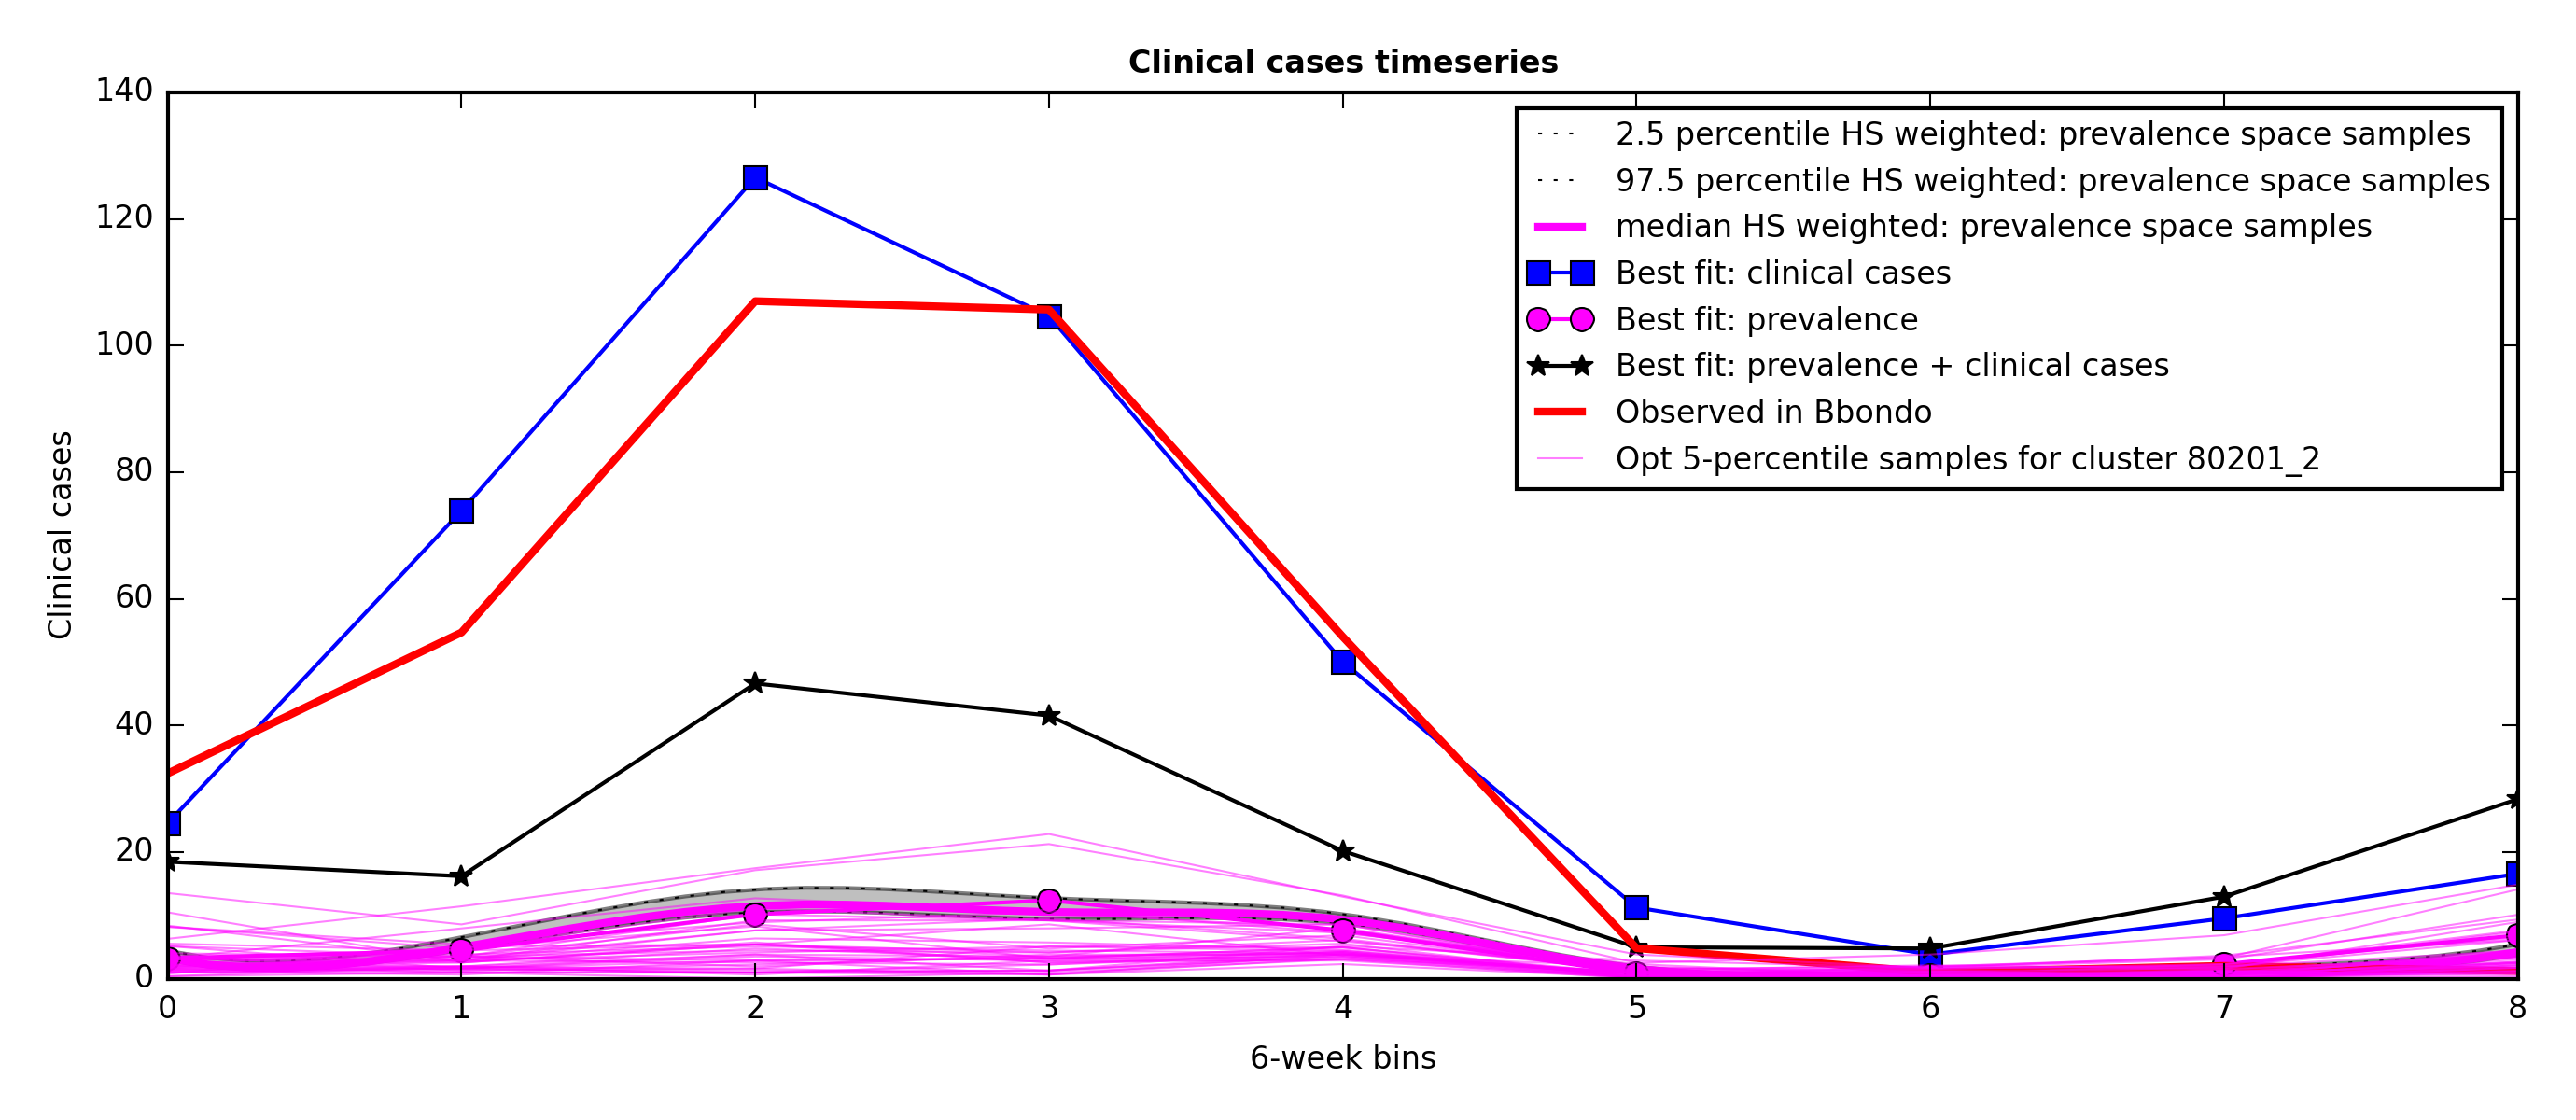 Clinical cases timeseries
140
120
100
80
60
40
20
0
Clinical cases
2.5 percentile HS weighted: prevalence space samples
97.5 percentile HS weighted: prevalence space samples
median HS weighted: prevalence space samples
Best fit: clinical cases
Best fit: prevalence
Best fit: prevalence + clinical cases
Observed in Bbondo
Opt 5-percentile samples for cluster 80201_2
0 1 2 3 4 5 6 7 8
6-week bins